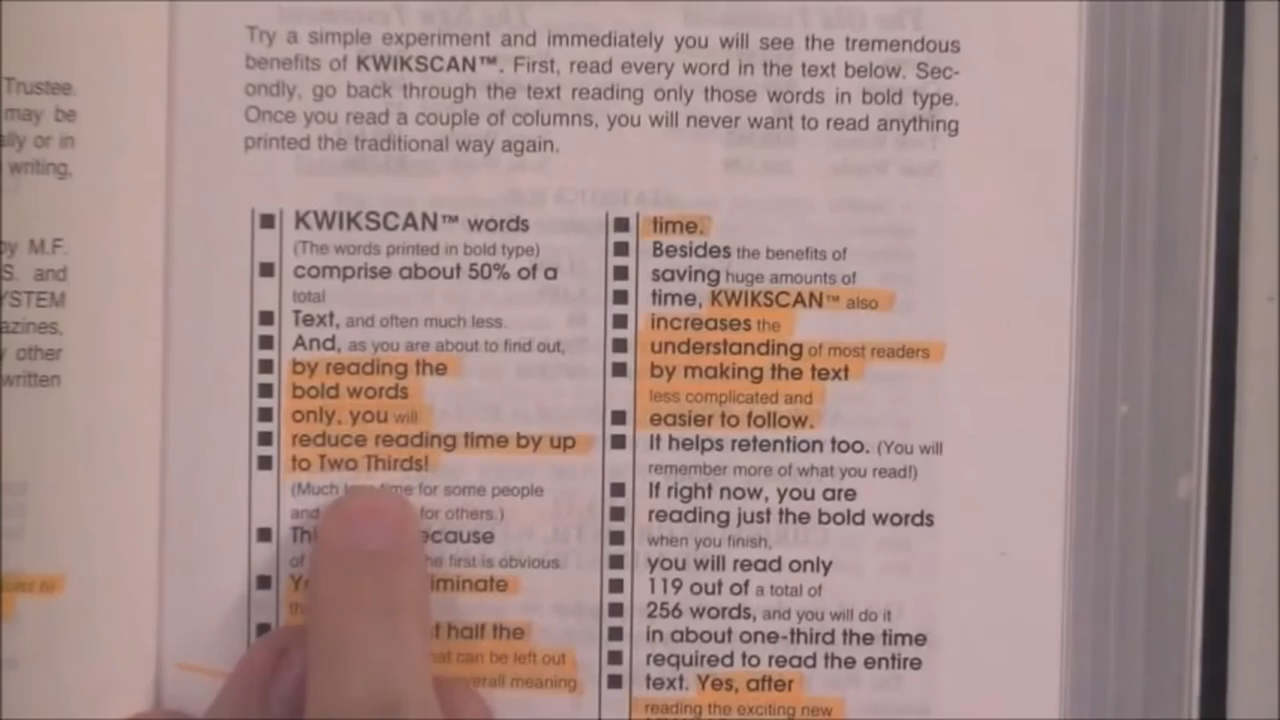 Trustee.
may be
or in
writing,
by M.F.
S. and
YSTEM
azines,
other
written
Try a simple experiment and immediately you will see the tremendous
benefits of KWIKSCAN™. First, read every word in the text below. Sec-
ondly, go back through the text reading only those words in bold type.
Once you read a couple of columns, you will never want to read anything
printed the traditional way again.
KWIKSCAN™ words
(The words printed in bold type)
comprise about 50% of a
total
Text, and often much less.
And, as you are about to find out,
by reading the
bold words
only, you will
reduce reading time by up
to Two Thirds!
(Much less time for some people
and for others.)
he first is obvious.
half the
at can be left out
overall meaning
time.
Besides the benefits of
saving huge amounts of
time, KWIKSCAN™ also
increases the
understanding of most readers
by making the text
less complicated and
easier to follow.
It helps retention too. (You will
remember more of what you read!)
If right now, you are
reading just the bold words
when you finish,
you will read only
119 out of a total of
256 words, and you will do it
in about one-third the time
required to read the entire
text. Yes, after
reading the exciting new